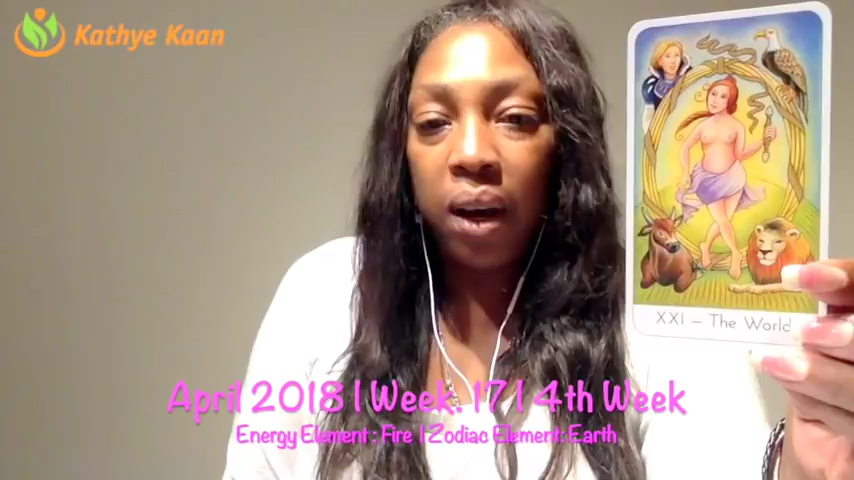 Kathye Kaan
XXI – The World
April 2018 | Week. 17 | 4th Week
Energy Element : Fire | Zodiac Element: Earth